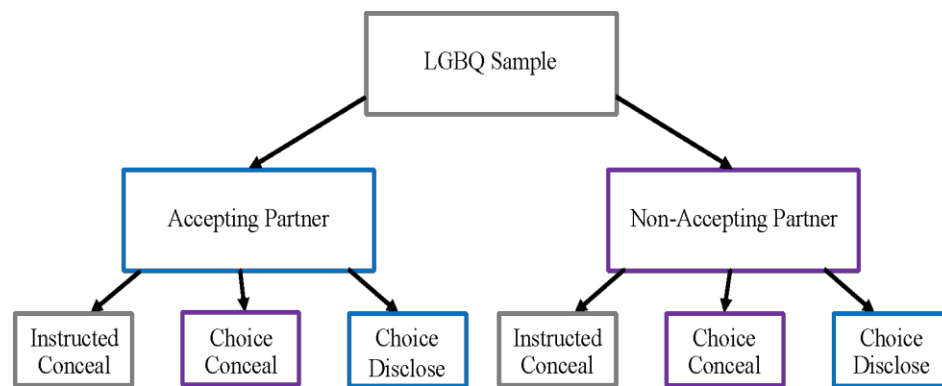 LGBQ Sample
Accepting Partner
Non-Accepting Partner
Instructed
Conceal
Choice
Conceal
Choice
Disclose
Instructed
Conceal
Choice
Conceal
Choice
Disclose